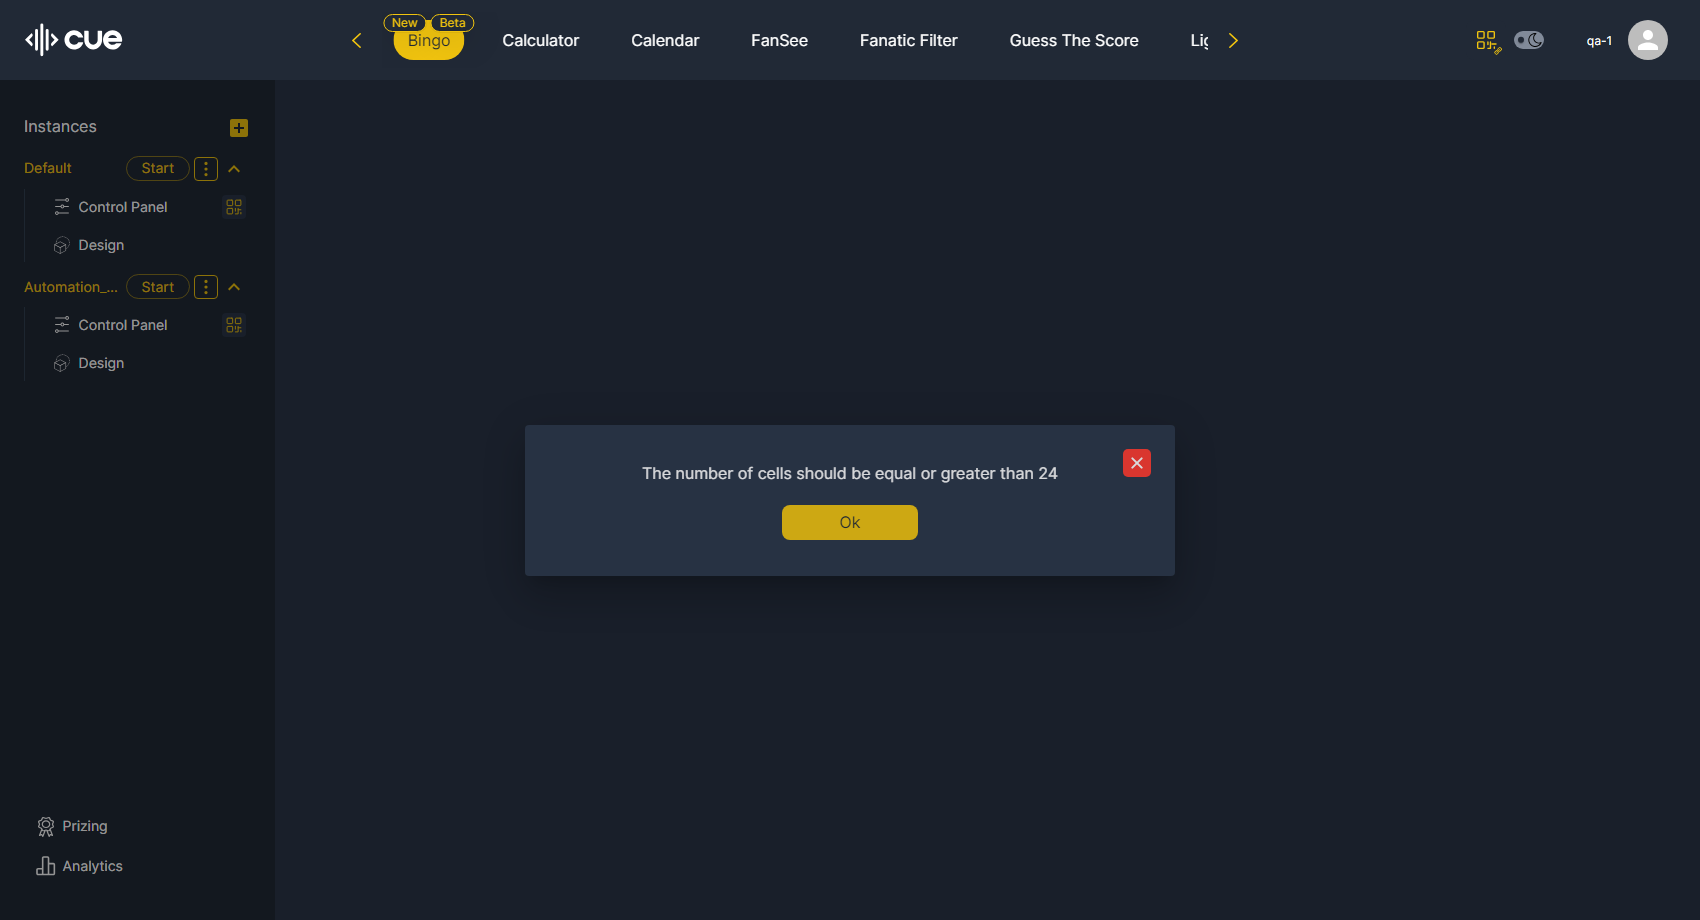 cue
New Beta
Bingo
Calculator
Calendar
FanSee
Fanatic Filter
Guess The Score
Lig
qa-1
Instances
Default
Start
Control Panel
Design
Automation_...
Start
Control Panel
Design
The number of cells should be equal or greater than 24
Ok
Prizing
Analytics